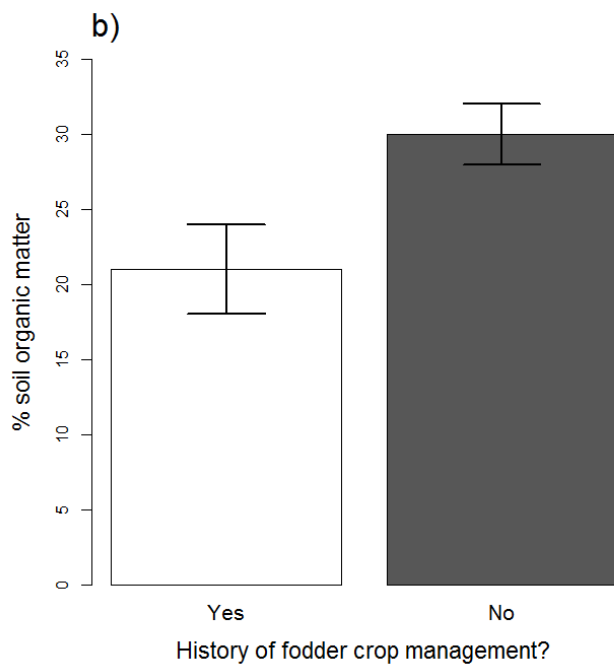 b)
% soil organic matter
35
30
25
20
15
10
5
0
Yes
No
History of fodder crop management?